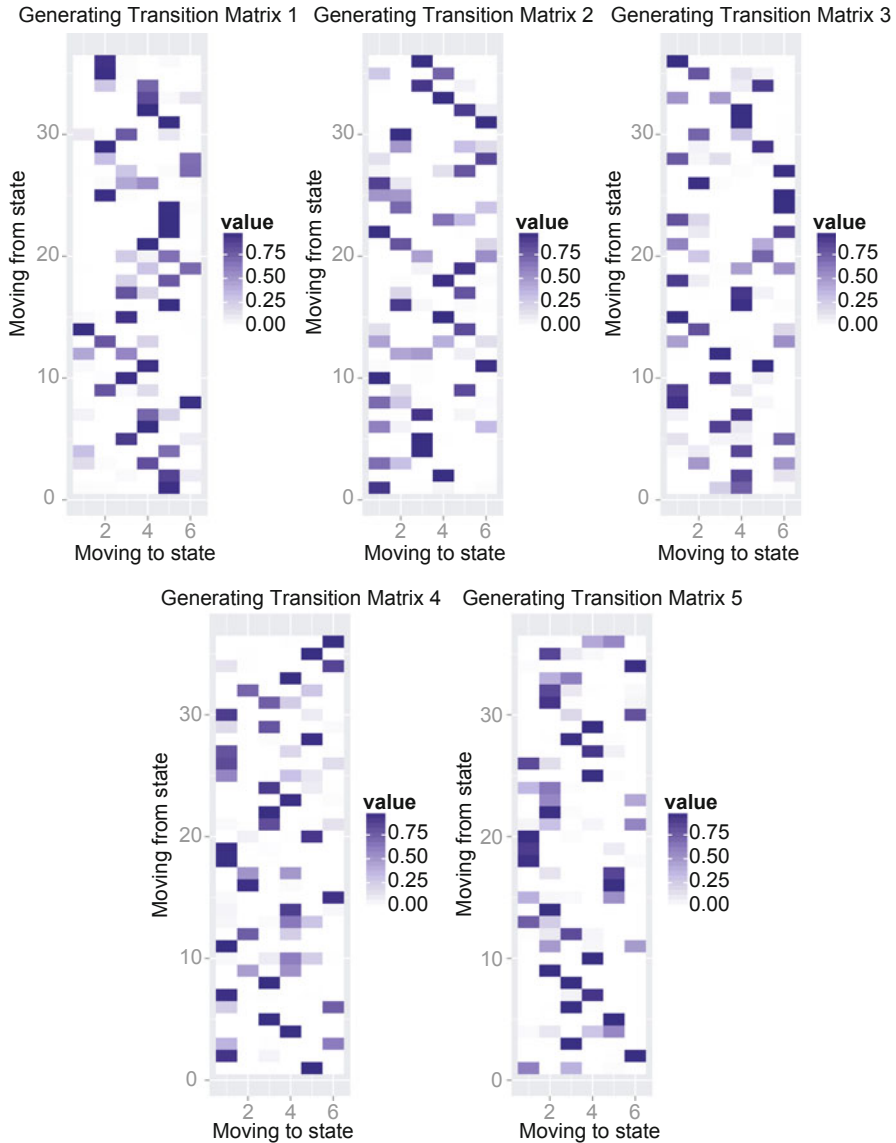 Generating Transition Matrix 1
Generating Transition Matrix 2
Generating Transition Matrix 3
Moving from state
30
20
10
0
2 4 6
Moving to state
value
0.75
0.50
0.25
0.00
Moving from state
30
20
10
0
2 4 6
Moving to state
value
0.75
0.50
0.25
0.00
Moving from state
30
20
10
0
2 4 6
Moving to state
value
0.75
0.50
0.25
0.00
Generating Transition Matrix 4
Generating Transition Matrix 5
Moving from state
30
20
10
0
2 4 6
Moving to state
value
0.75
0.50
0.25
0.00
Moving from state
30
20
10
0
2 4 6
Moving to state
value
0.75
0.50
0.25
0.00